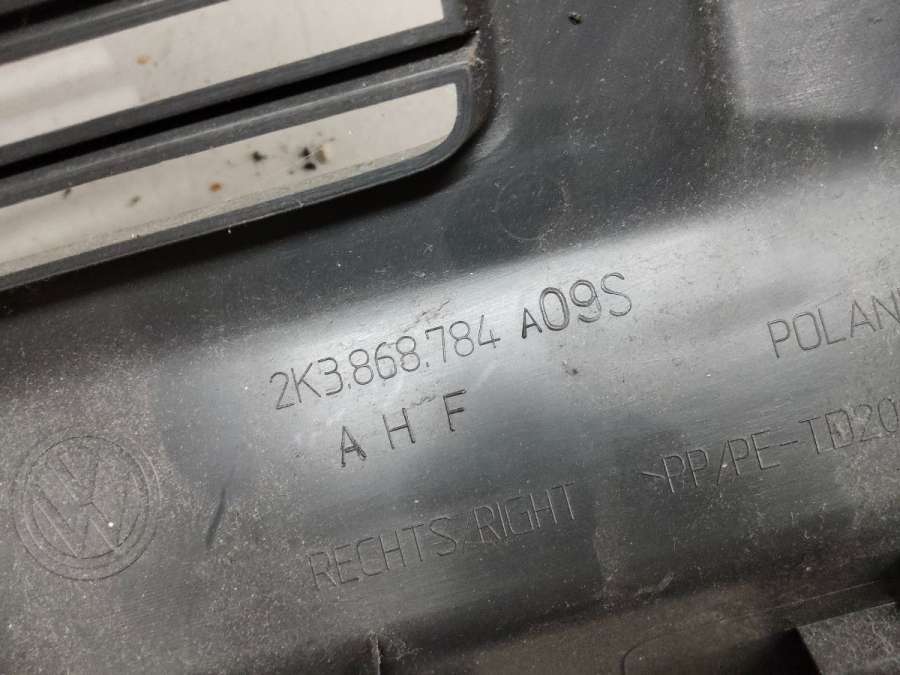 2K3.868.784 A09S
A H F
POLAN
>PP/PE-TD20
RECHTS/RIGHT